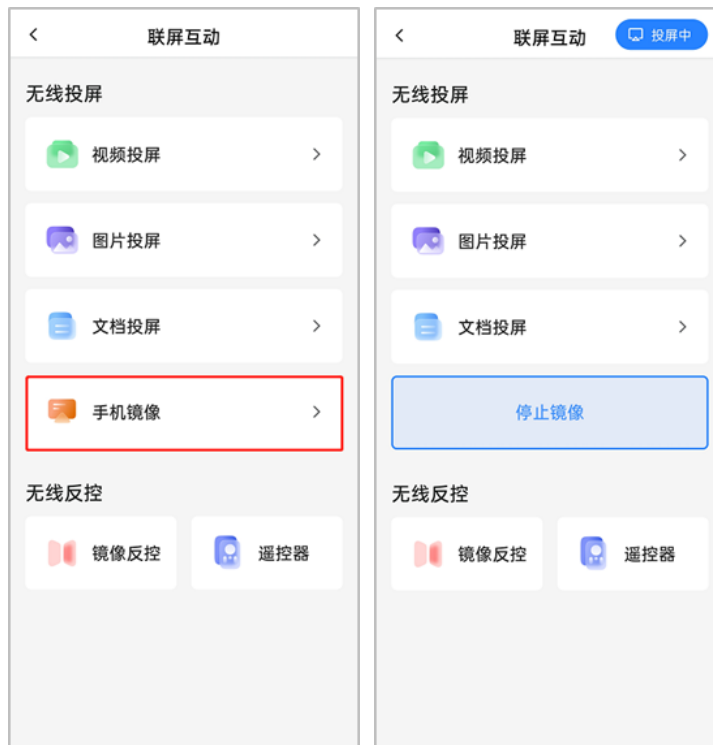 联屏互动
无线投屏
视频投屏
图片投屏
文档投屏
手机镜像
无线反控
镜像反控 遥控器
联屏互动 投屏中
无线投屏
视频投屏
图片投屏
文档投屏
停止镜像
无线反控
镜像反控 遥控器